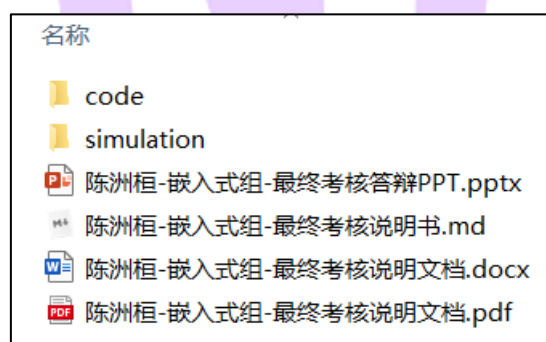 名称
code
simulation
陈洲桓-嵌入式组-最终考核答辩PPT.pptx
陈洲桓-嵌入式组-最终考核说明书.md
陈洲桓-嵌入式组-最终考核说明文档.docx
陈洲桓-嵌入式组-最终考核说明文档.pdf